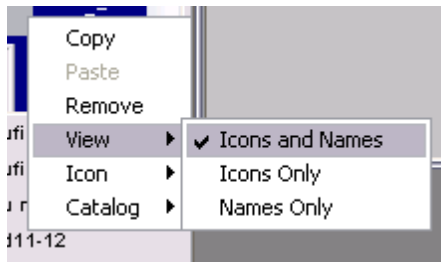 Copy
Paste
Remove
View
Icon
Catalog
Icons and Names
Icons Only
Names Only
d11-12